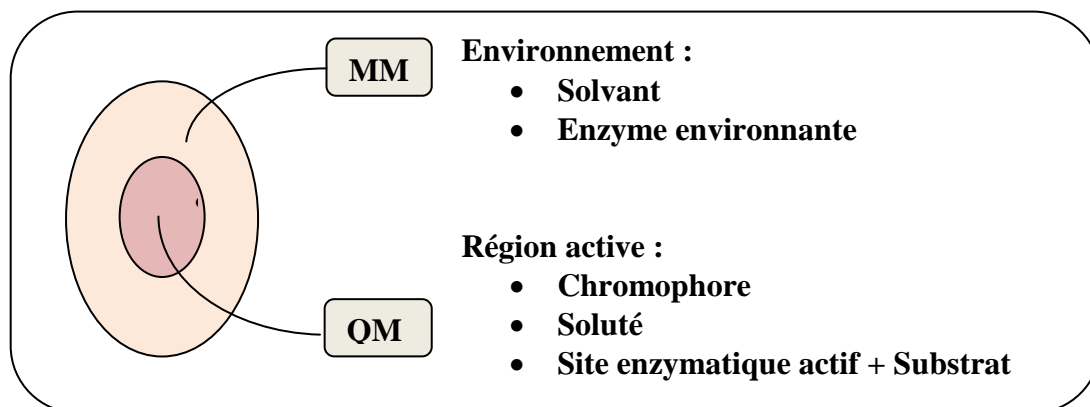 MM
Environnement :
• Solvant
• Enzyme environnante
Région active :
• Chromophore
• Soluté
QM
• Site enzymatique actif + Substrat